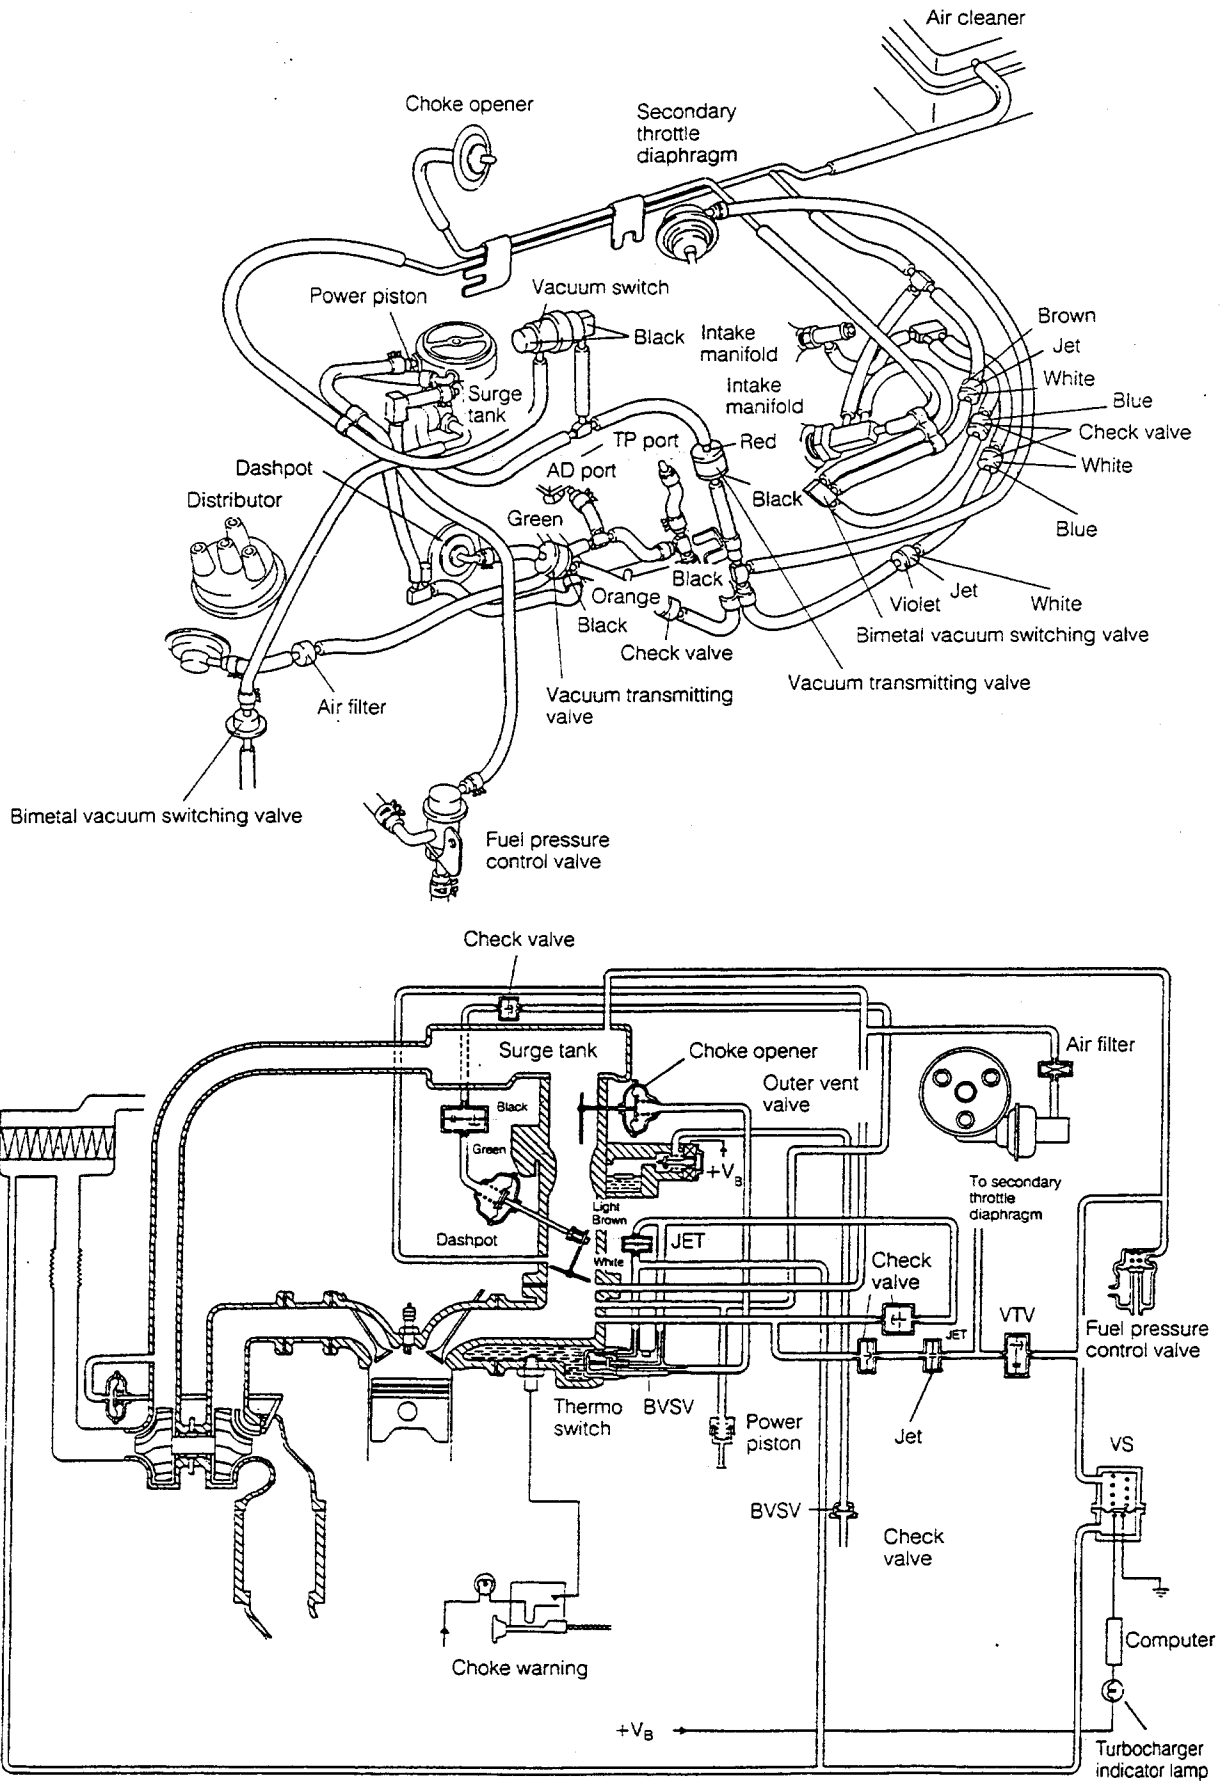 Air cleaner
Choke opener
Secondary
throttle
diaphragm
Power piston
Vacuum switch
Black
Intake
manifold
Brown
Jet
White
Intake
manifold
Surge
tank
Blue
Check valve
TP port
Red
White
Dashpot
AD port
Distributor
Black
Green
Blue
Black
Orange
Jet
Violet
White
Black
Bimetal vacuum switching valve
Check valve
Vacuum transmitting valve
Air filter
Vacuum transmitting
valve
Bimetal vacuum switching valve
Fuel pressure
control valve
Check valve
Surge tank
Choke opener
Air filter
Outer vent
valve
Black
Green
+VB
To secondary
throttle
diaphragm
Light
Brown
Dashpot
JET
White
Check
valve
VTV
JET
Fuel pressure
control valve
Thermo
switch
BVSV
Power
piston
Jet
VS
BVSV
Check
valve
Computer
Choke warning
+VB
Turbocharger
indicator lamp